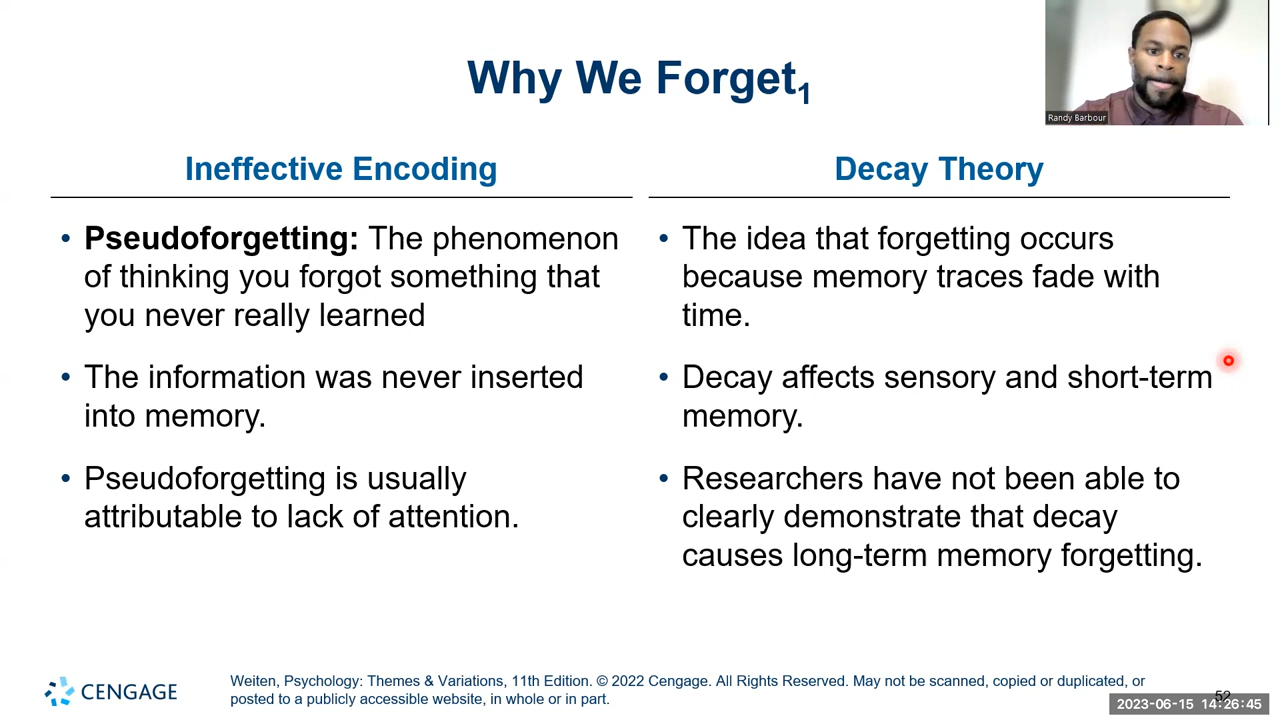 Why We Forget1
Randy Barbour
Ineffective Encoding
• Pseudoforgetting: The phenomenon
of thinking you forgot something that
you never really learned
• The information was never inserted
into memory.
• Pseudoforgetting is usually
attributable to lack of attention.
Decay Theory
• The idea that forgetting occurs
because memory traces fade with
time.
• Decay affects sensory and short-term
memory.
• Researchers have not been able to
clearly demonstrate that decay
causes long-term memory forgetting.
CENGAGE
Weiten, Psychology: Themes & Variations, 11th Edition. © 2022 Cengage. All Rights Reserved. May not be scanned, copied or duplicated, or
posted to a publicly accessible website, in whole or in part.
52
2023-06-15 14:26:45